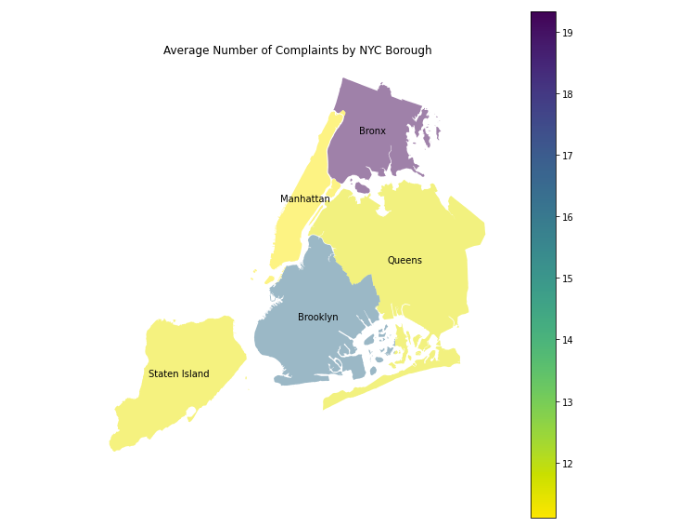 Average Number of Complaints by NYC Borough
Bronx
Manhattan
Queens
Brooklyn
Staten Island
19
18
17
16
15
14
13
12